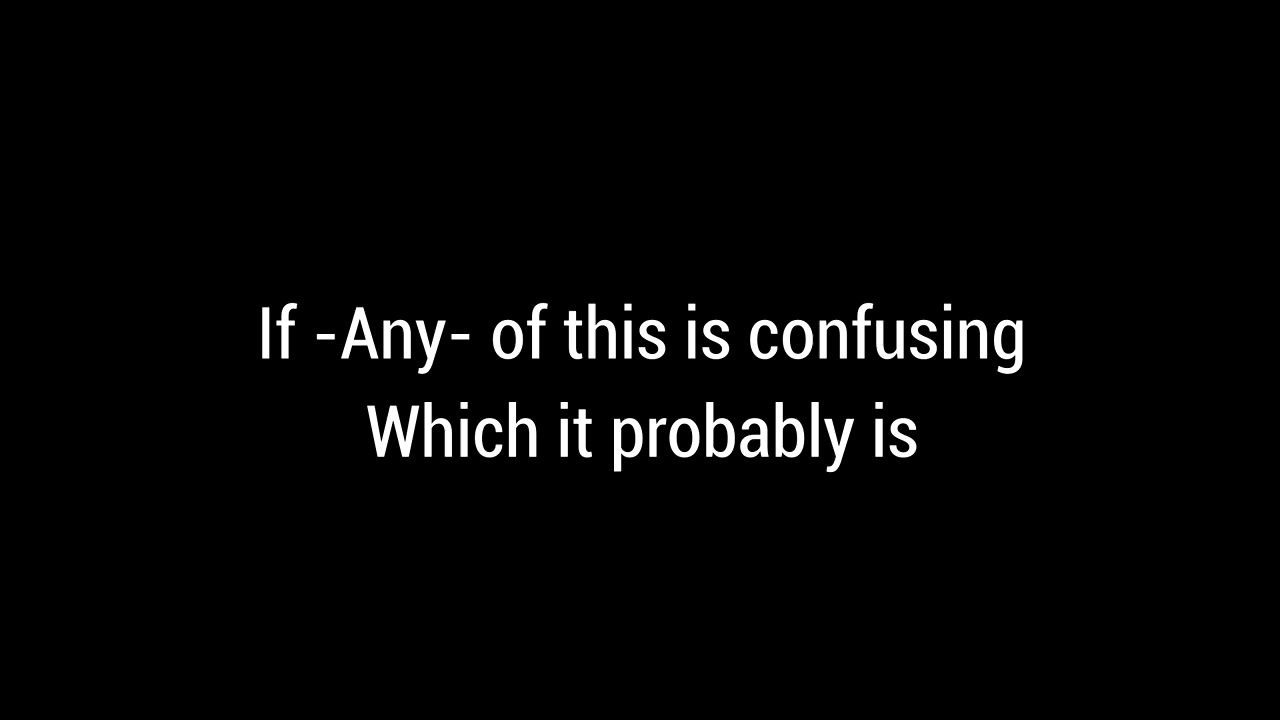 If -Any- of this is confusing
Which it probably is